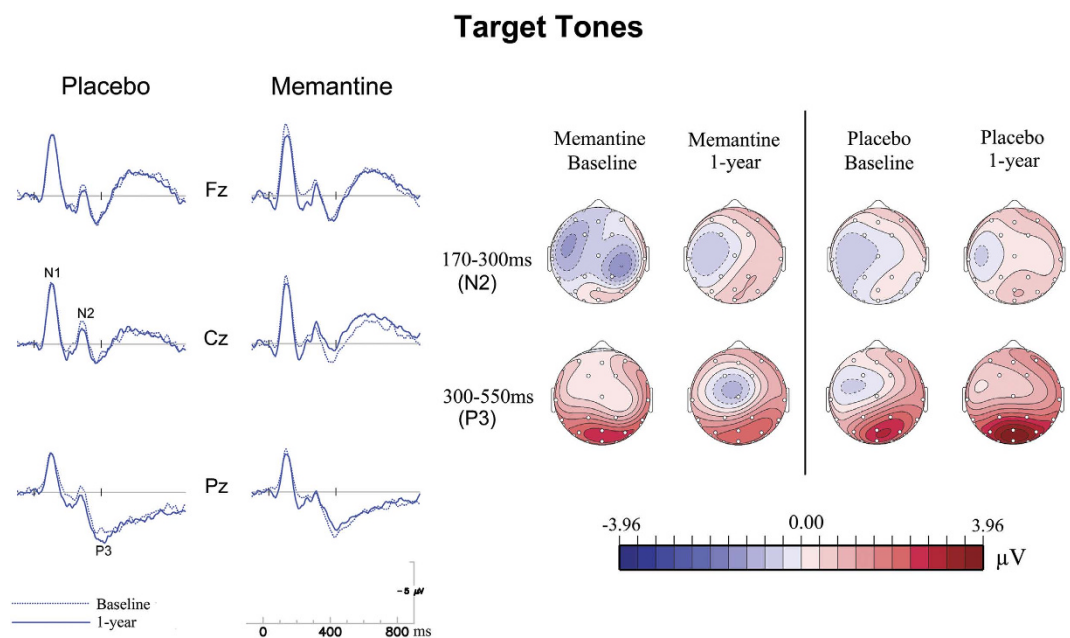 Target Tones
Placebo
Memantine
Fz
N1
N2
Cz
Pz
P3
Baseline
1-year
-5 μV
0 400 800 ms
Memantine
Baseline
Memantine
1-year
Placebo
Baseline
Placebo
1-year
170-300ms
(N2)
300-550ms
(P3)
-3.96 0.00 3.96
μV